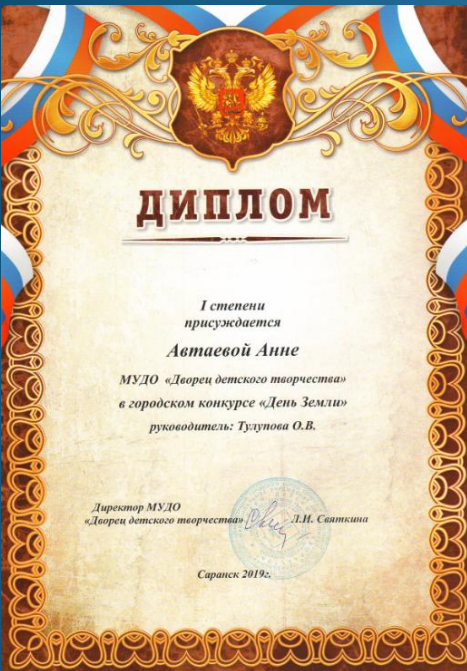 ДИПЛОМ
I степени
присуждается
Автаевой Анне
МУДО «Дворец детского творчества»
в городском конкурсе «День Земли»
руководитель: Тулупова О.В.
Директор МУДО
«Дворец детского творчества» Л.И. Святкина
Саранск 2019г.